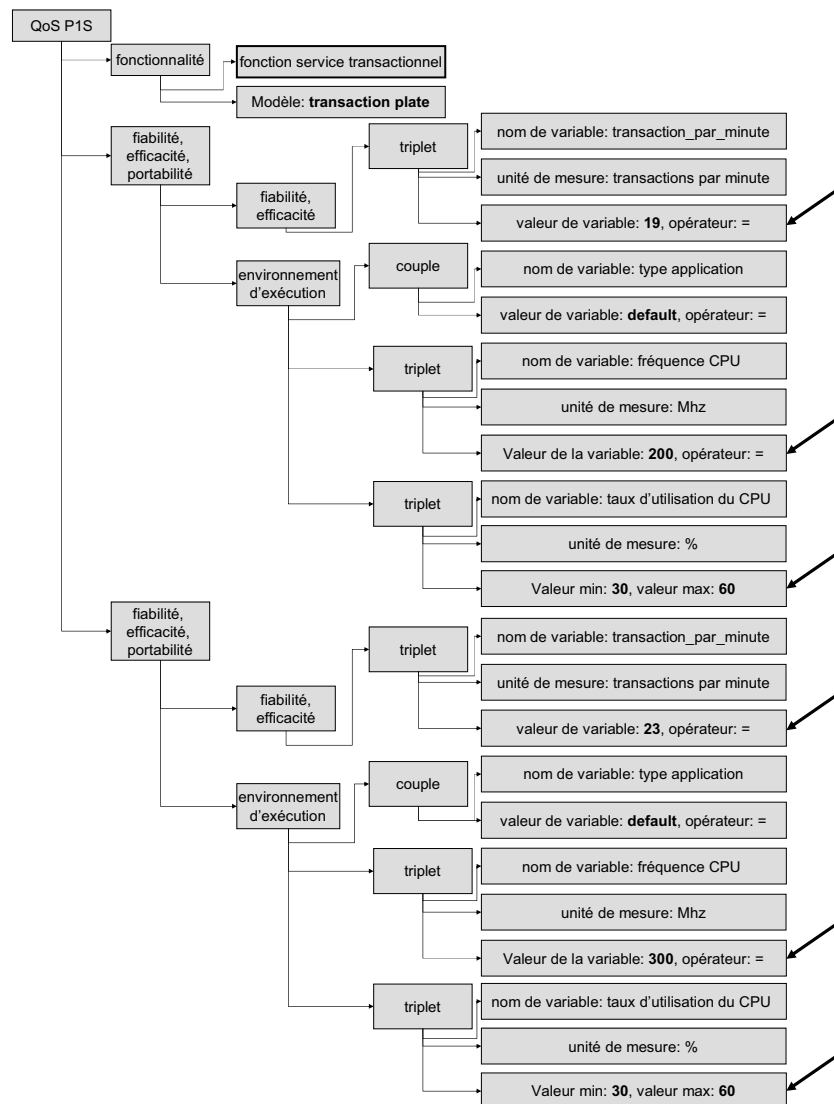 QoS P1S
fonctionnalité
fonction service transactionnel
Modèle: transaction plate
fiabilité,
efficacité,
portabilité
fiabilité,
efficacité
triplet
nom de variable: transaction_par_minute
unité de mesure: transactions par minute
valeur de variable: 19, opérateur: =
environnement
d'exécution
couple
nom de variable: type application
valeur de variable: default, opérateur: =
triplet
nom de variable: fréquence CPU
unité de mesure: Mhz
Valeur de la variable: 200, opérateur: =
triplet
nom de variable: taux d'utilisation du CPU
unité de mesure: %
Valeur min: 30, valeur max: 60
fiabilité,
efficacité,
portabilité
fiabilité,
efficacité
triplet
nom de variable: transaction_par_minute
unité de mesure: transactions par minute
valeur de variable: 23, opérateur: =
environnement
d'exécution
couple
nom de variable: type application
valeur de variable: default, opérateur: =
triplet
nom de variable: fréquence CPU
unité de mesure: Mhz
Valeur de la variable: 300, opérateur: =
triplet
nom de variable: taux d'utilisation du CPU
unité de mesure: %
Valeur min: 30, valeur max: 60